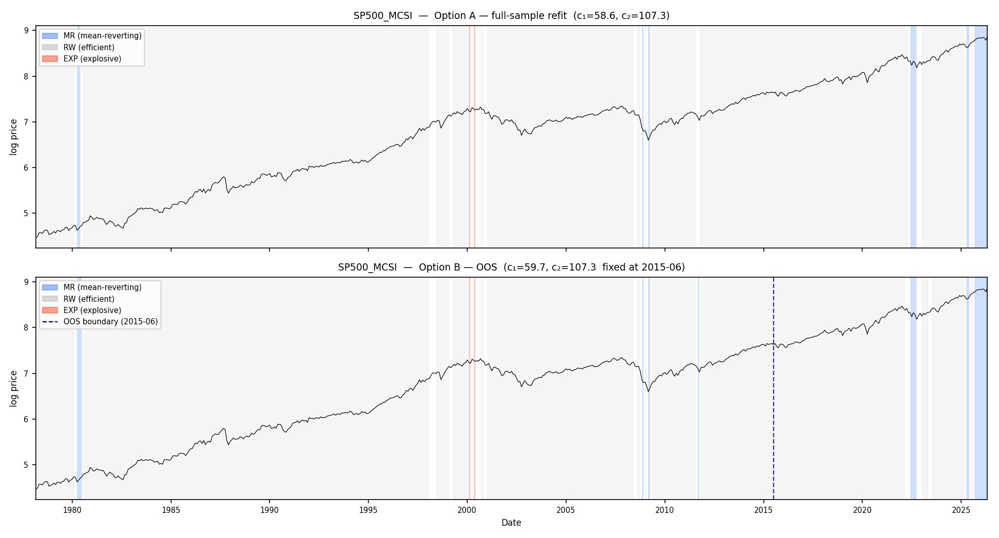 SP500_MCSI — Option A — full-sample refit (c₁=58.6, c₂=107.3)
9
8
7
6
5
log price
MR (mean-reverting)
RW (efficient)
EXP (explosive)
SP500_MCSI — Option B — OOS (c₁=59.7, c₂=107.3 fixed at 2015-06)
9
8
7
6
5
log price
MR (mean-reverting)
RW (efficient)
EXP (explosive)
OOS boundary (2015-06)
1980 1985 1990 1995 2000 2005 2010 2015 2020 2025
Date